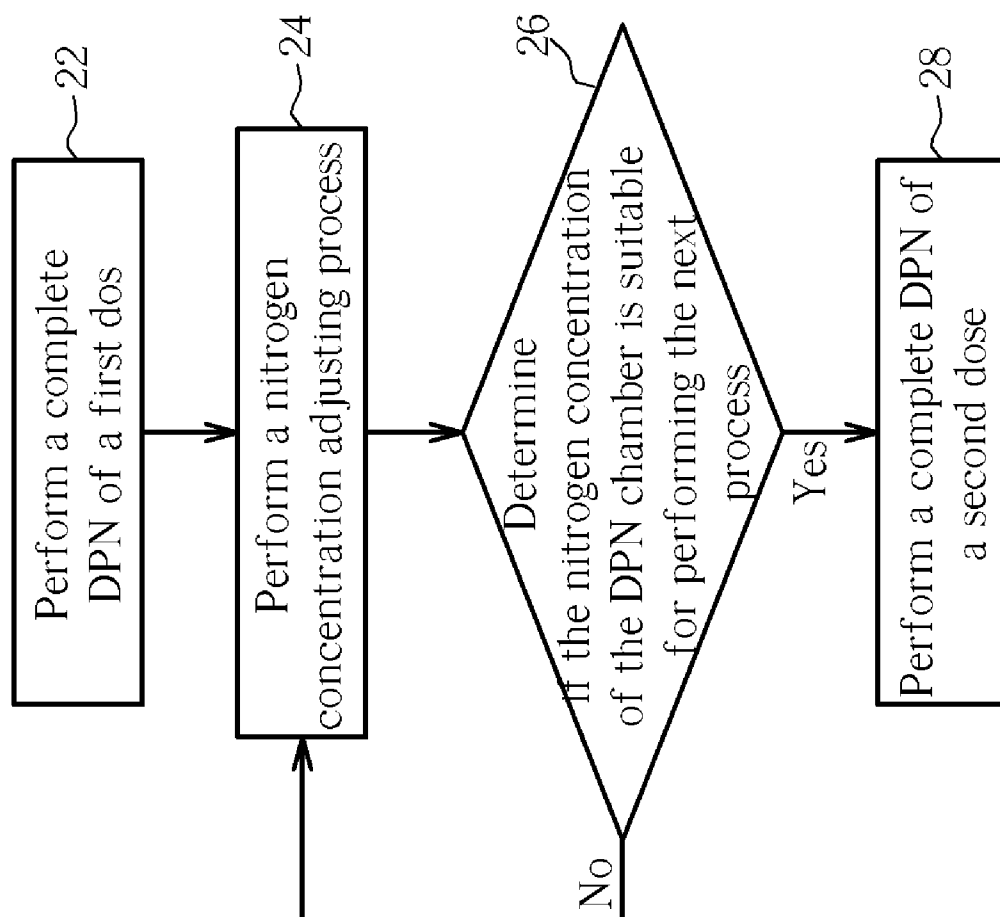 Perform a complete
DPN of a first dos
22
Perform a nitrogen
concentration adjusting process
24
Determine
if the nitrogen concentration
of the DPN chamber is suitable
for performing the next
process
26
No
Yes
Perform a complete DPN of
a second dose
28